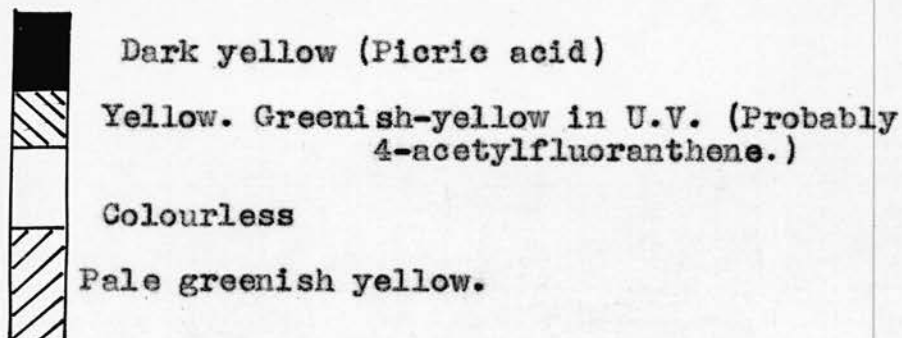 Dark yellow (Picric acid)
Yellow. Greenish-yellow in U.V. (Probably
4-acetylfluoranthene.)
Colourless
Pale greenish yellow.